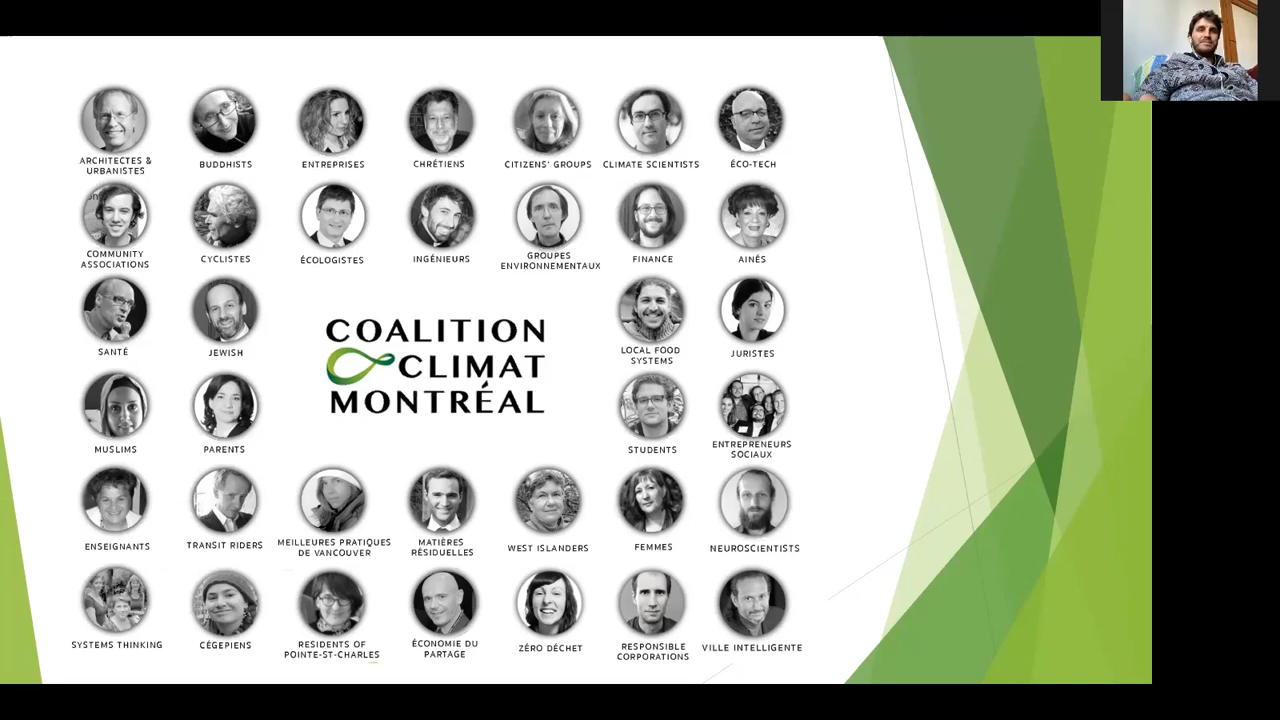 ARCHITECTES &
URBANISTES
BUDDHISTS
ENTREPRISES
CHRÉTIENS
CITIZENS' GROUPS
CLIMATE SCIENTISTS
ÉCO-TECH
COMMUNITY
ASSOCIATIONS
CYCLISTES
ÉCOLOGISTES
INGÉNIEURS
GROUPES
ENVIRONNEMENTAUX
FINANCE
AINÉS
SANTÉ
JEWISH
COALITION
CLIMAT
MONTRÉAL
LOCAL FOOD
SYSTEMS
JURISTES
MUSLIMS
PARENTS
STUDENTS
ENTREPRENEURS
SOCIAUX
ENSEIGNANTS
TRANSIT RIDERS
MEILLEURES PRATIQUES
DE VANCOUVER
MATIÈRES
RÉSIDUELLES
WEST ISLANDERS
FEMMES
NEUROSCIENTISTS
SYSTEMS THINKING
CÉGEPIENS
RESIDENTS OF
POINTE-ST-CHARLES
ÉCONOMIE DU
PARTAGE
ZÉRO DÉCHET
RESPONSIBLE
CORPORATIONS
VILLE INTELLIGENTE